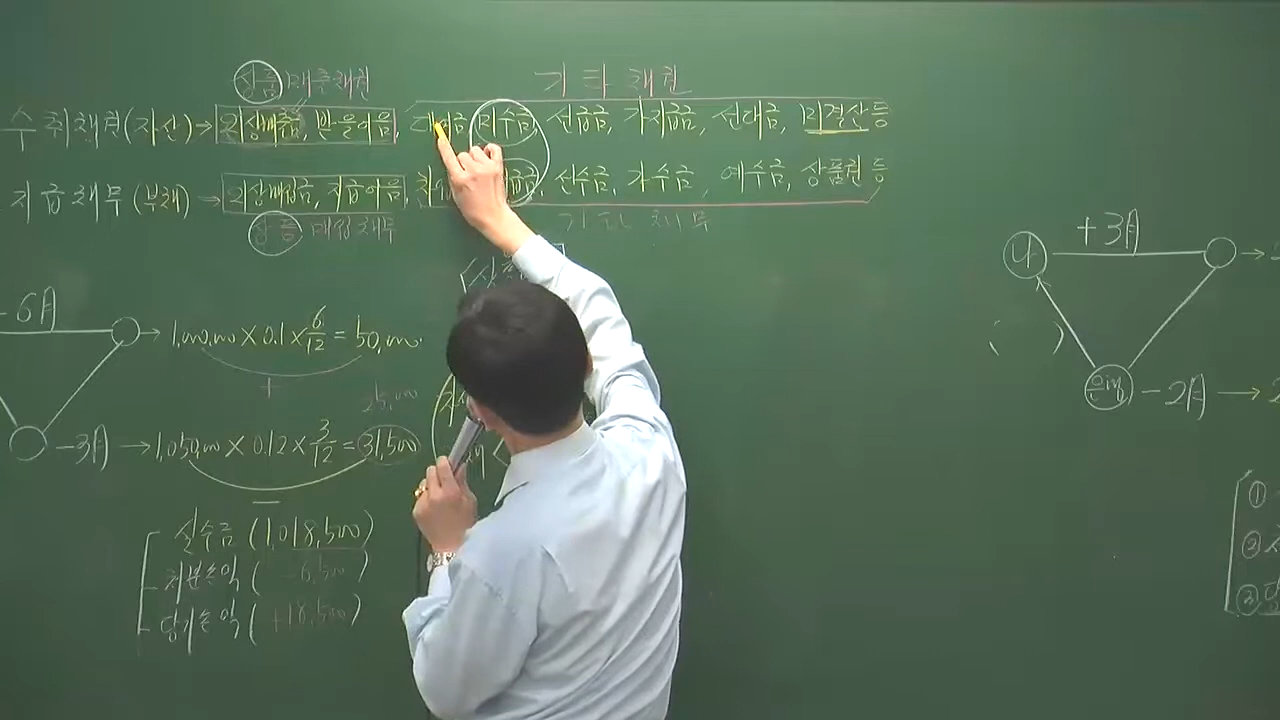 상품 매출채권
기타채권
수취채권(자산)→외상매출금, 받을어음, 대여금 미수금 선급금, 가지급금, 선대금, 미결산 등
지급채무(부채)→외상매입금, 지급어음, 선수금, 가수금, 예수금, 상품권 등
상품 매입채무
기타채무
-6月
1,000,000×0.1×6/12=50,000
+
25,000
-3月→1,050,000×0.12×3/12=31,500
−
실수금(1,018,500)
처분손익(-6,500)
당기손익(+18,500)
나 +3月
( )
은행 -2月→
①